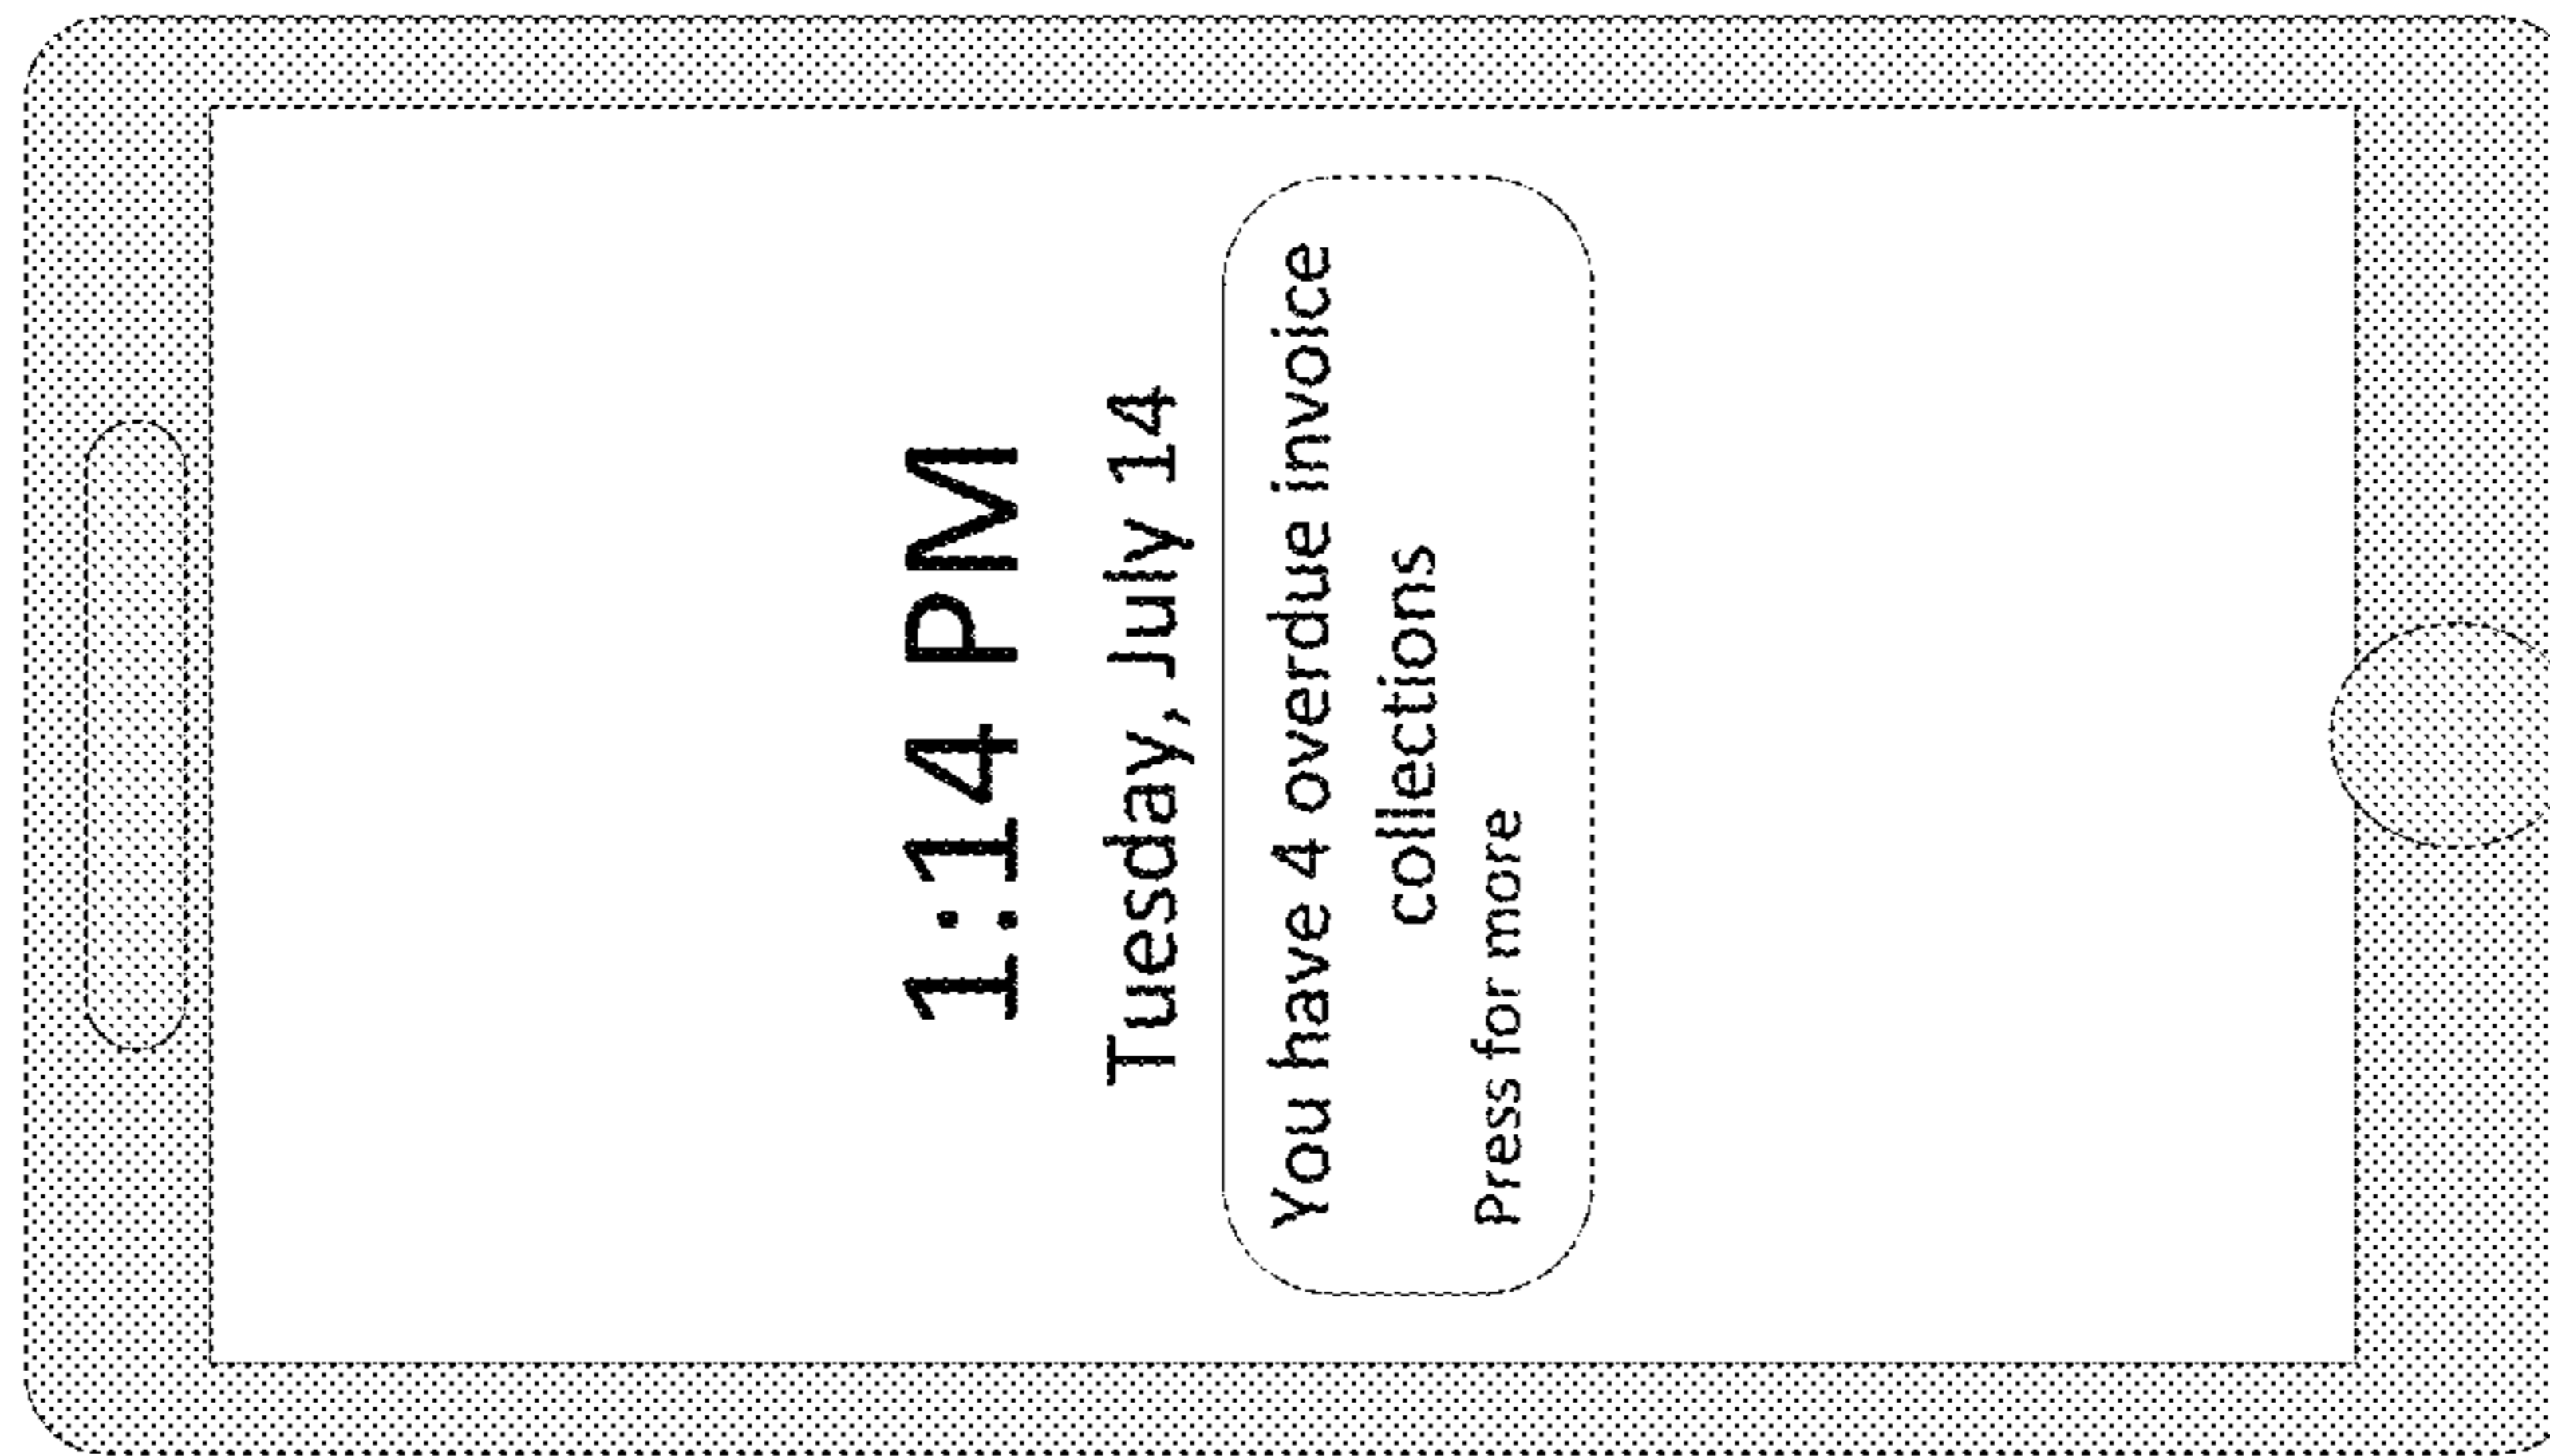 1:14 PM
Tuesday, July 14
You have 4 overdue invoice
collections
Press for more